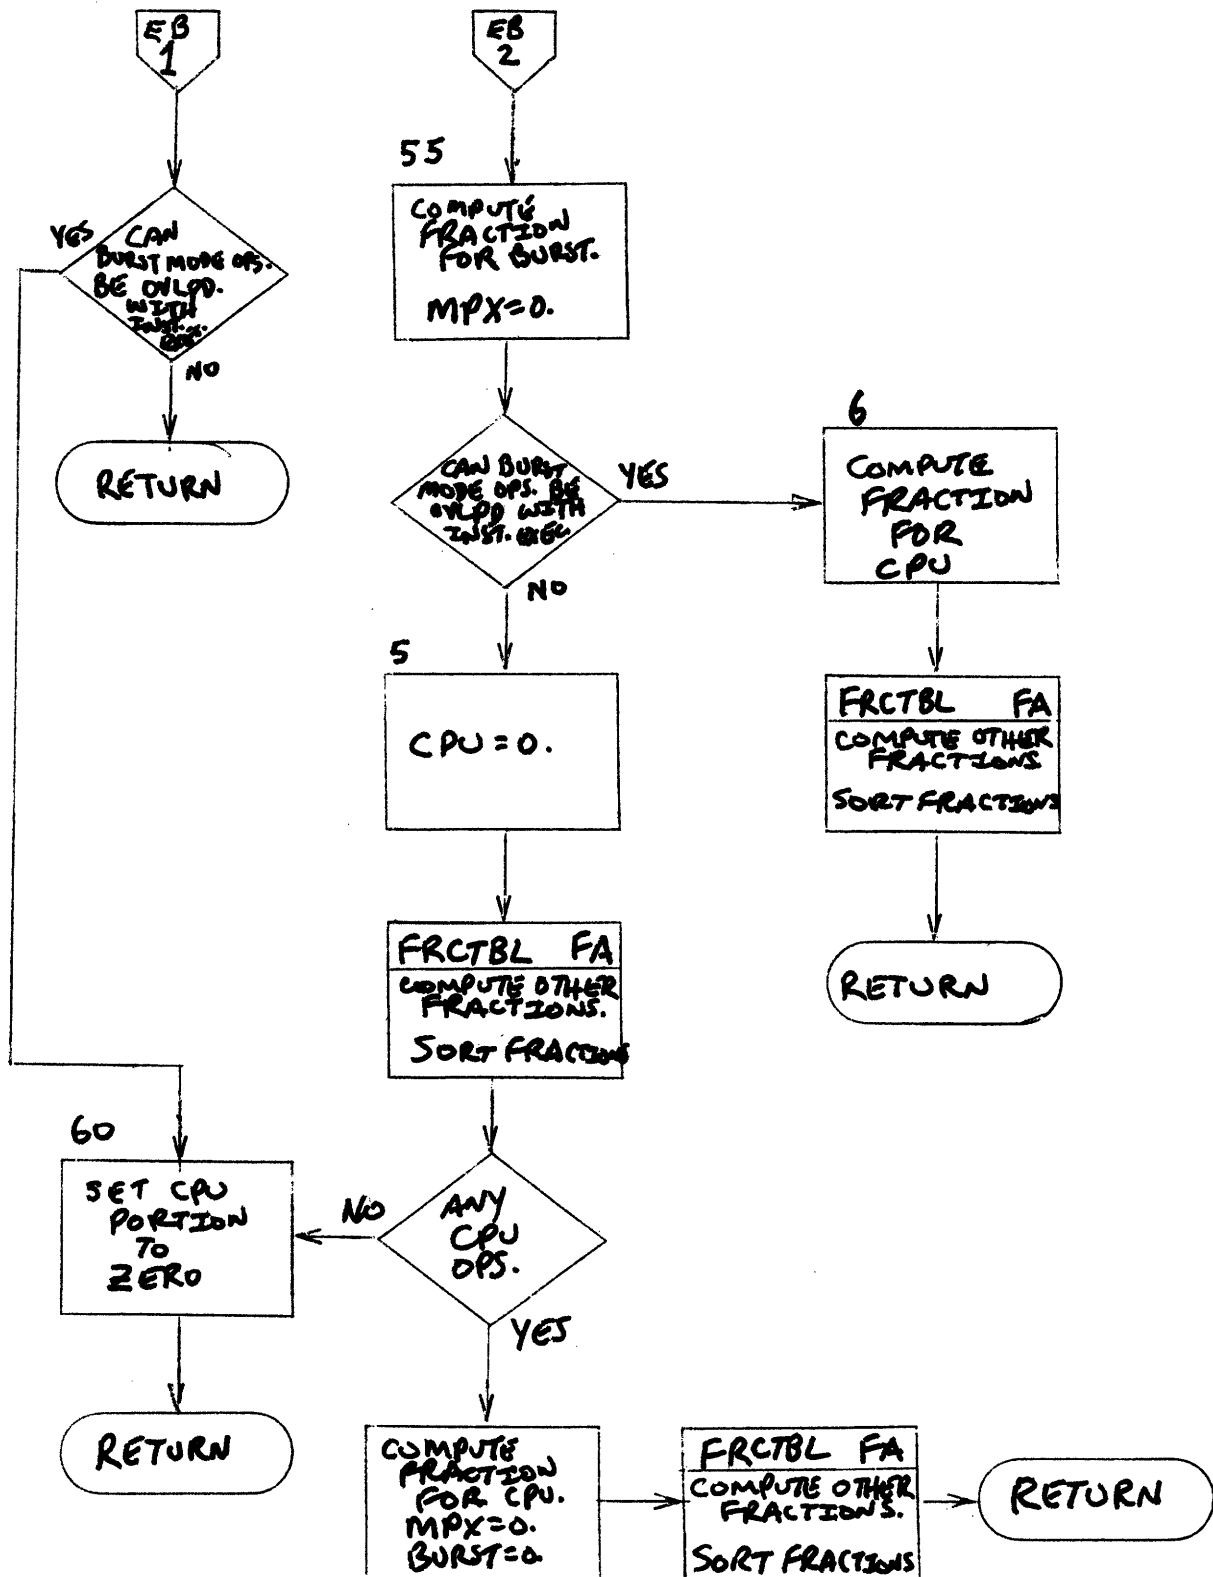 EB
1
YES
CAN
BURST MODE OPS.
BE OVLPD.
WITH
INST.
NO
RETURN
EB
2
55
COMPUTE
FRACTION
FOR BURST.
MPX=0.
CAN BURST
MODE OPS. BE
OVLPD WITH
INST. EXEC
YES
NO
6
COMPUTE
FRACTION
FOR
CPU
FRCTBL FA
COMPUTE OTHER
FRACTIONS
SORT FRACTIONS
RETURN
5
CPU=0.
FRCTBL FA
COMPUTE OTHER
FRACTIONS.
SORT FRACTIONS
ANY
CPU
OPS.
NO
YES
60
SET CPU
PORTION
TO
ZERO
RETURN
COMPUTE
FRACTION
FOR CPU.
MPX=0.
BURST=0.
FRCTBL FA
COMPUTE OTHER
FRACTIONS.
SORT FRACTIONS
RETURN